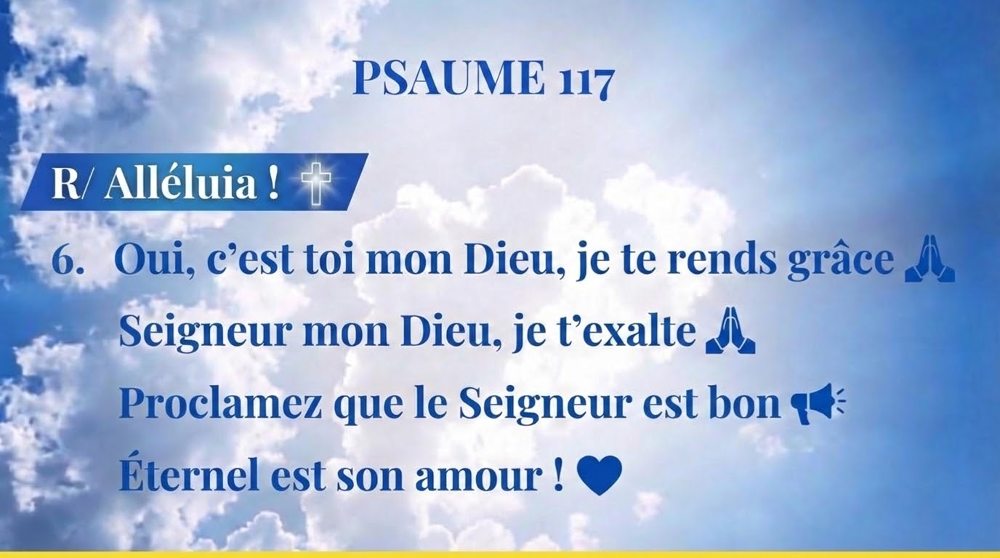 PSAUME 117
R/ Alléluia !
6. Oui, c’est toi mon Dieu, je te rends grâce
Seigneur mon Dieu, je t’exalte
Proclamez que le Seigneur est bon
Éternel est son amour !